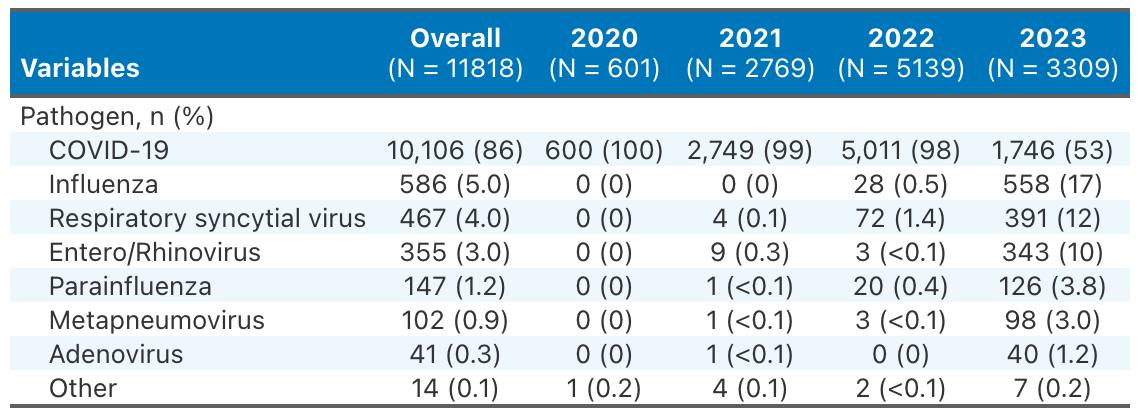 Variables Overall (N = 11818) 2020 (N = 601) 2021 (N = 2769) 2022 (N = 5139) 2023 (N = 3309)
Pathogen, n (%)
COVID-19 10,106 (86) 600 (100) 2,749 (99) 5,011 (98) 1,746 (53)
Influenza 586 (5.0) 0 (0) 0 (0) 28 (0.5) 558 (17)
Respiratory syncytial virus 467 (4.0) 0 (0) 4 (0.1) 72 (1.4) 391 (12)
Entero/Rhinovirus 355 (3.0) 0 (0) 9 (0.3) 3 (<0.1) 343 (10)
Parainfluenza 147 (1.2) 0 (0) 1 (<0.1) 20 (0.4) 126 (3.8)
Metapneumovirus 102 (0.9) 0 (0) 1 (<0.1) 3 (<0.1) 98 (3.0)
Adenovirus 41 (0.3) 0 (0) 1 (<0.1) 0 (0) 40 (1.2)
Other 14 (0.1) 1 (0.2) 4 (0.1) 2 (<0.1) 7 (0.2)